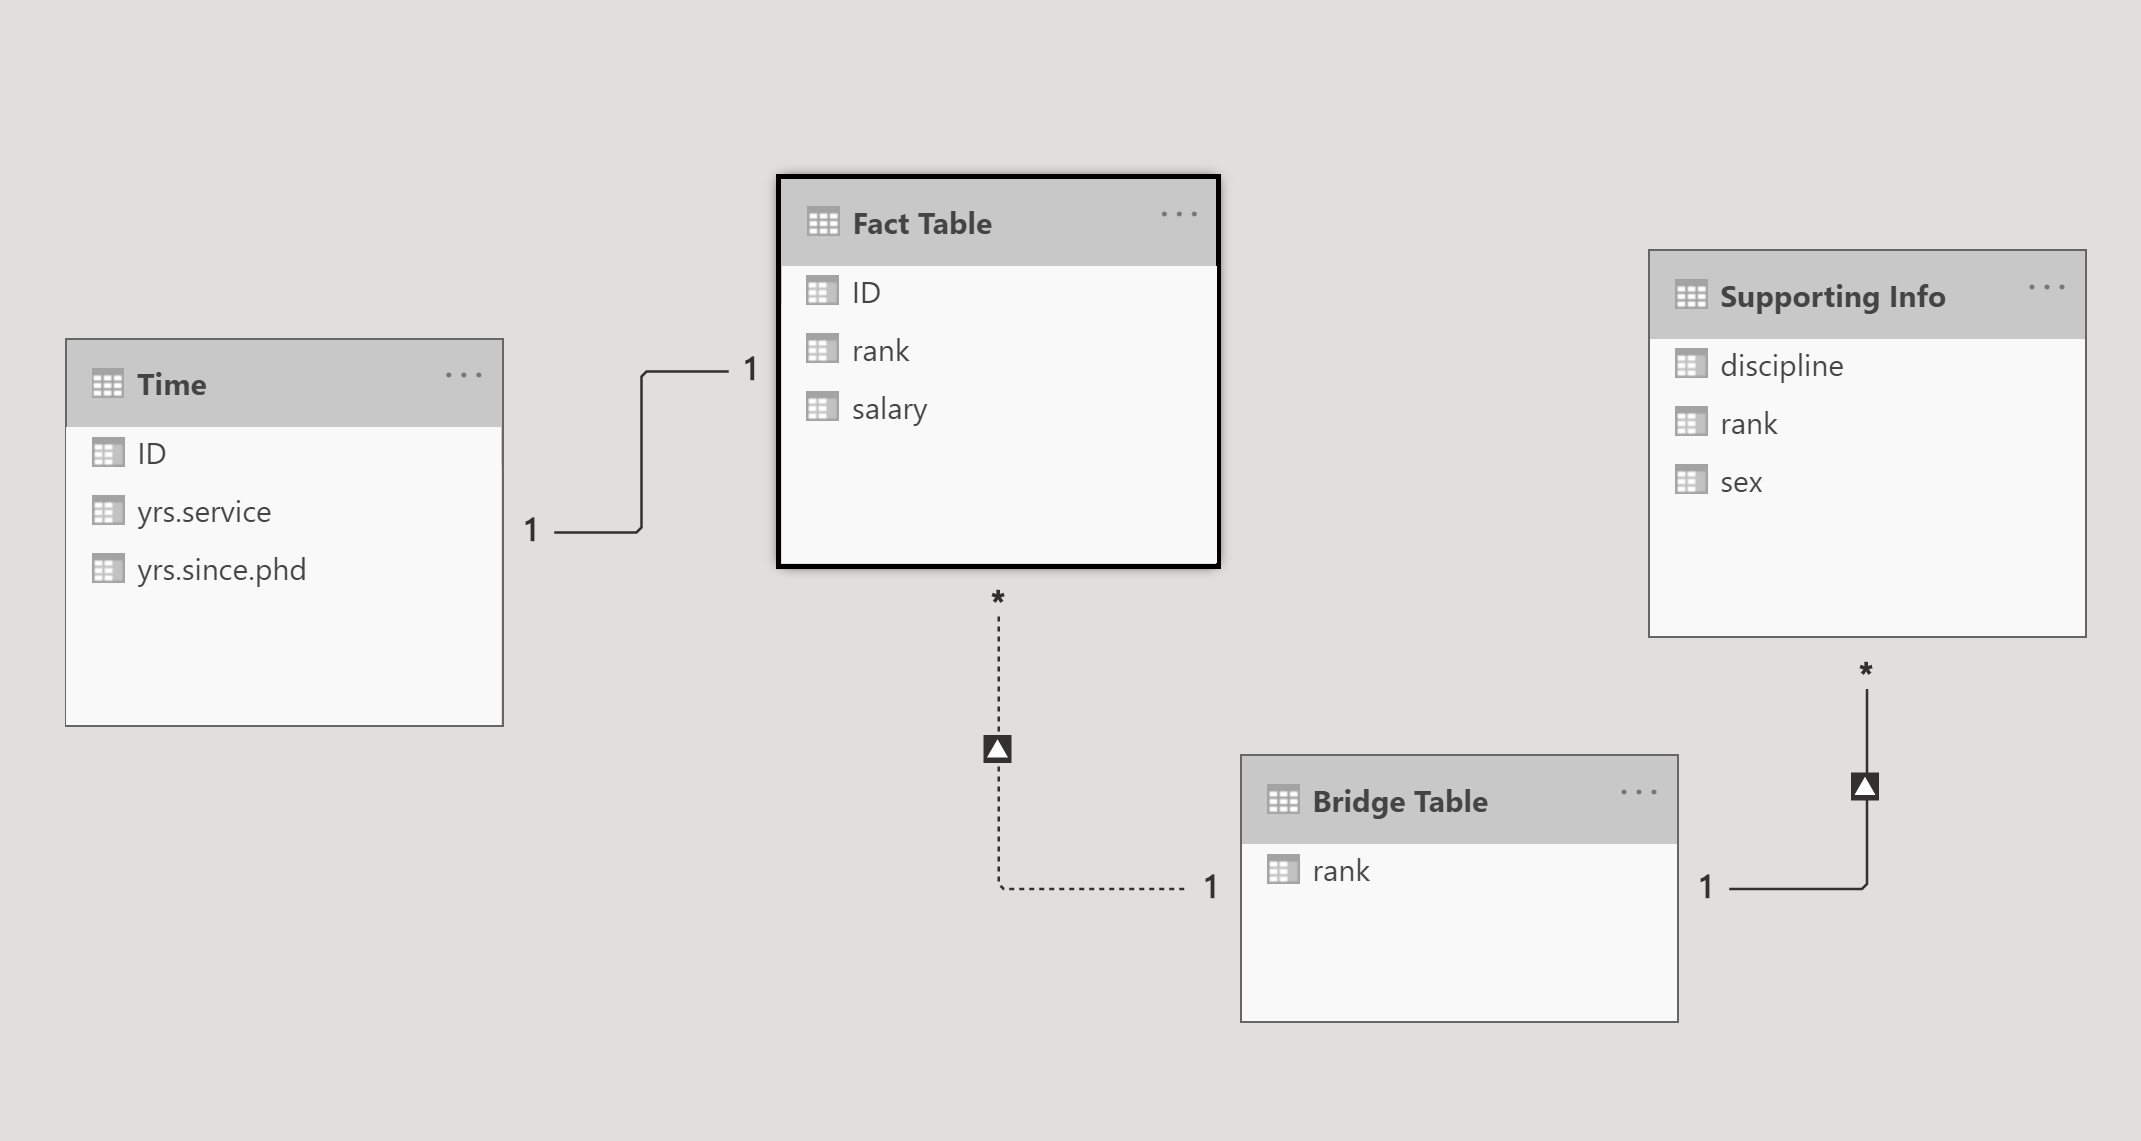 Time
ID
yrs.service
yrs.since.phd
1
1
Fact Table
ID
rank
salary
*
1
Bridge Table
rank
1
*
Supporting Info
discipline
rank
sex